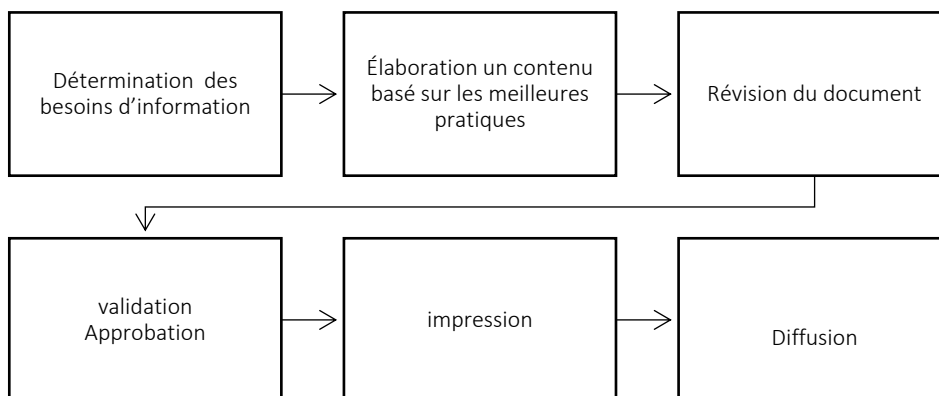 Détermination des
besoins d'information
Élaboration un contenu
basé sur les meilleures
pratiques
Révision du document
validation
Approbation
impression
Diffusion